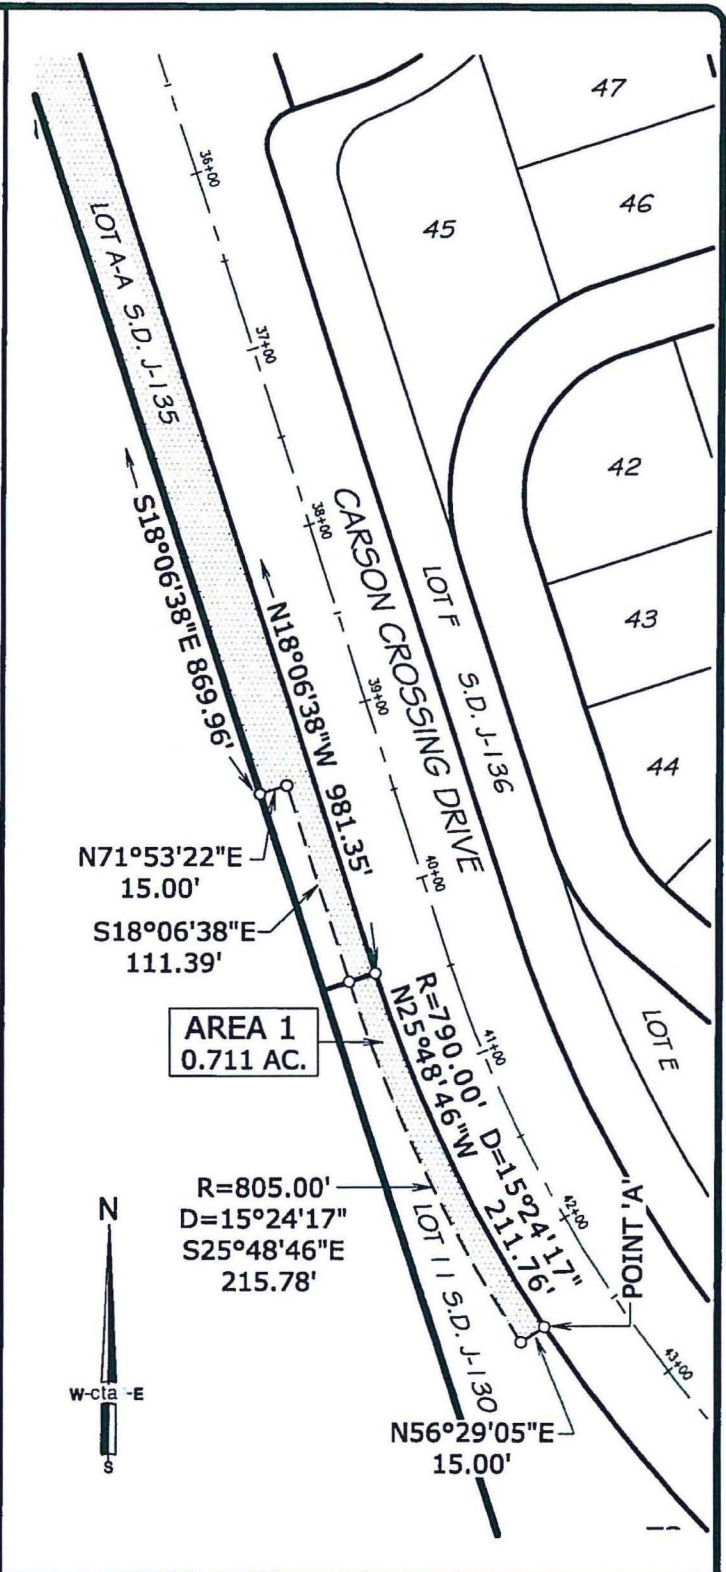 47
46
45
36+00
LOT A-A S.D. J-135
37+00
42
38+00
CARSON CROSSING DRIVE
S18°06'38"E 869.96'
LOT F S.D. J-136
43
N18°06'38"W 981.35'
39+00
44
N71°53'22"E
15.00'
40+00
S18°06'38"E
111.39'
AREA 1
0.711 AC.
R=790.00' D=15°24'17"
N25°48'46"W 211.76'
41+00
LOT E
R=805.00'
D=15°24'17"
S25°48'46"E
215.78'
LOT 11 S.D. J-130
42+00
POINT 'A'
43+00
N
W-cta-E
S
N56°29'05"E
15.00'